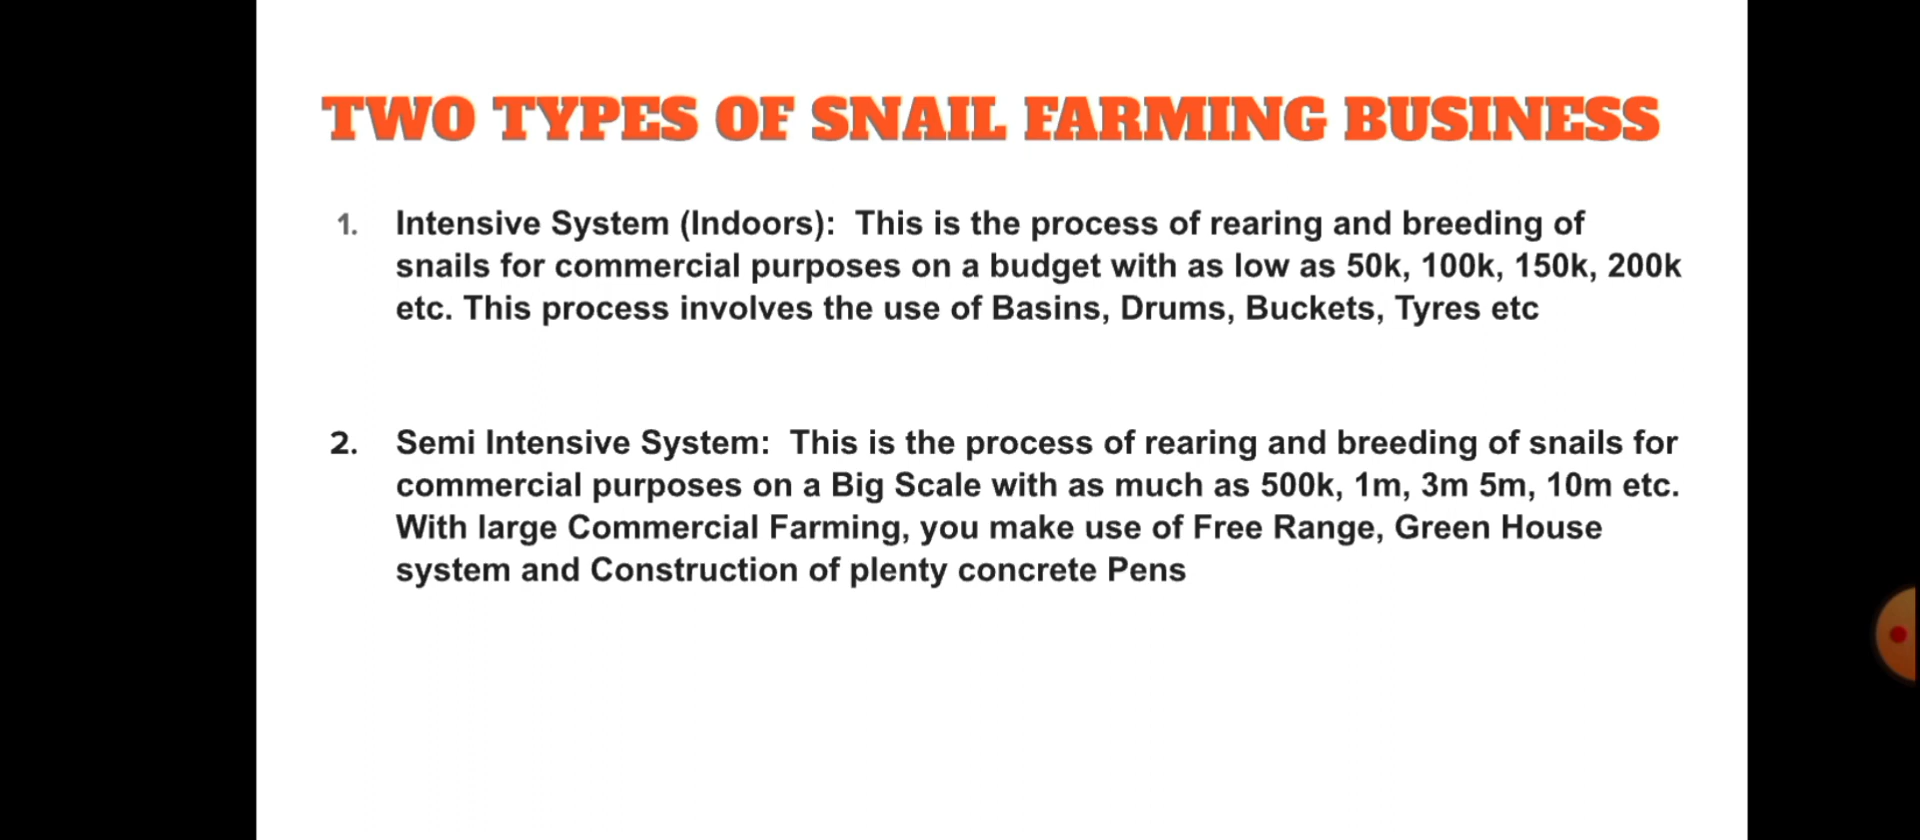 TWO TYPES OF SNAIL FARMING BUSINESS
1. Intensive System (Indoors): This is the process of rearing and breeding of
snails for commercial purposes on a budget with as low as 50k, 100k, 150k, 200k
etc. This process involves the use of Basins, Drums, Buckets, Tyres etc
2. Semi Intensive System: This is the process of rearing and breeding of snails for
commercial purposes on a Big Scale with as much as 500k, 1m, 3m 5m, 10m etc.
With large Commercial Farming, you make use of Free Range, Green House
system and Construction of plenty concrete Pens